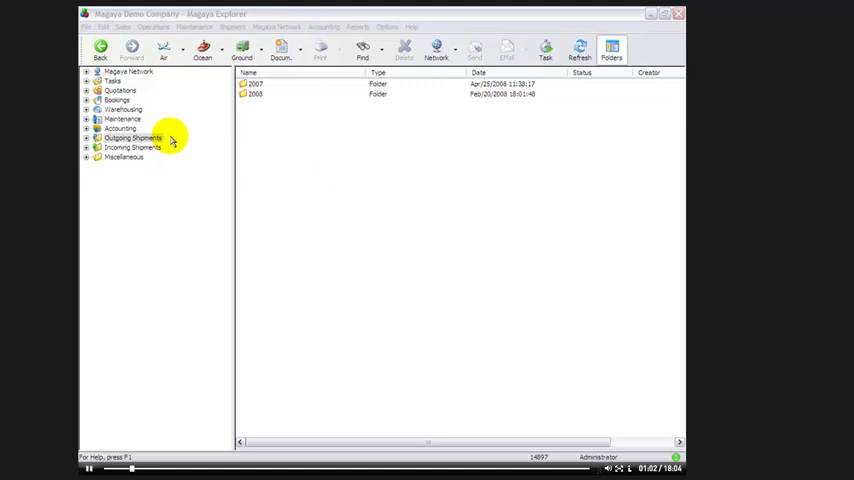 Magaya Demo Company - Magaya Explorer
File Edit Sales Operations Maintenance Shipment Magaya Network Accounting Reports Options Help
Back Forward Air Ocean Ground Docum. Print Find Delete Network Send EMail Task Refresh Folders
Magaya Network
Tasks
Quotations
Bookings
Warehousing
Maintenance
Accounting
Outgoing Shipments
Incoming Shipments
Miscellaneous
Name Type Date Status Creator
2007 Folder Apr/25/2008 11:38:17
2008 Folder Feb/20/2008 18:01:48
For Help, press F1 14897 Administrator
01:02 / 18:04